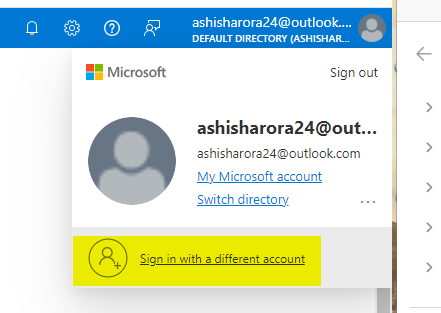 ashisharora24@outlook....
DEFAULT DIRECTORY (ASHISHAR...
Microsoft
Sign out
ashisharora24@out...
ashisharora24@outlook.com
My Microsoft account
Switch directory
...
Sign in with a different account